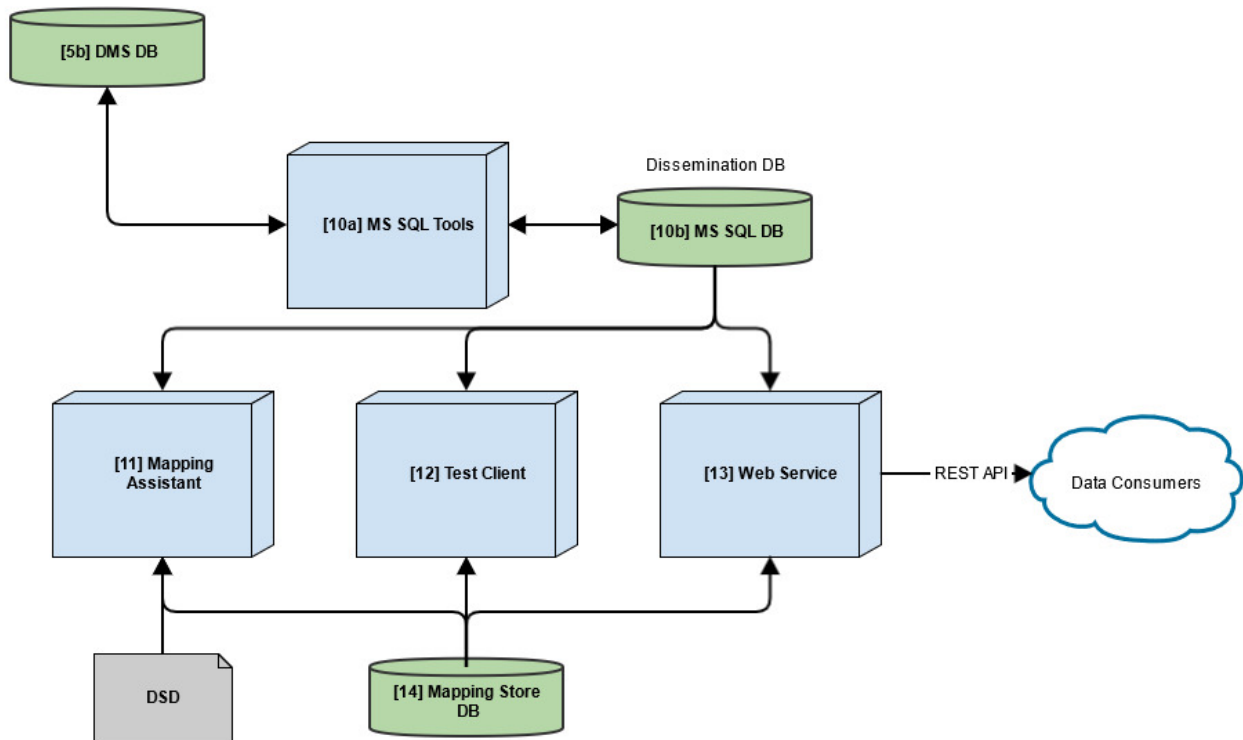 [5b] DMS DB
Dissemination DB
[10a] MS SQL Tools
[10b] MS SQL DB
[11] Mapping
Assistant
[12] Test Client
[13] Web Service
REST API
Data Consumers
DSD
[14] Mapping Store
DB